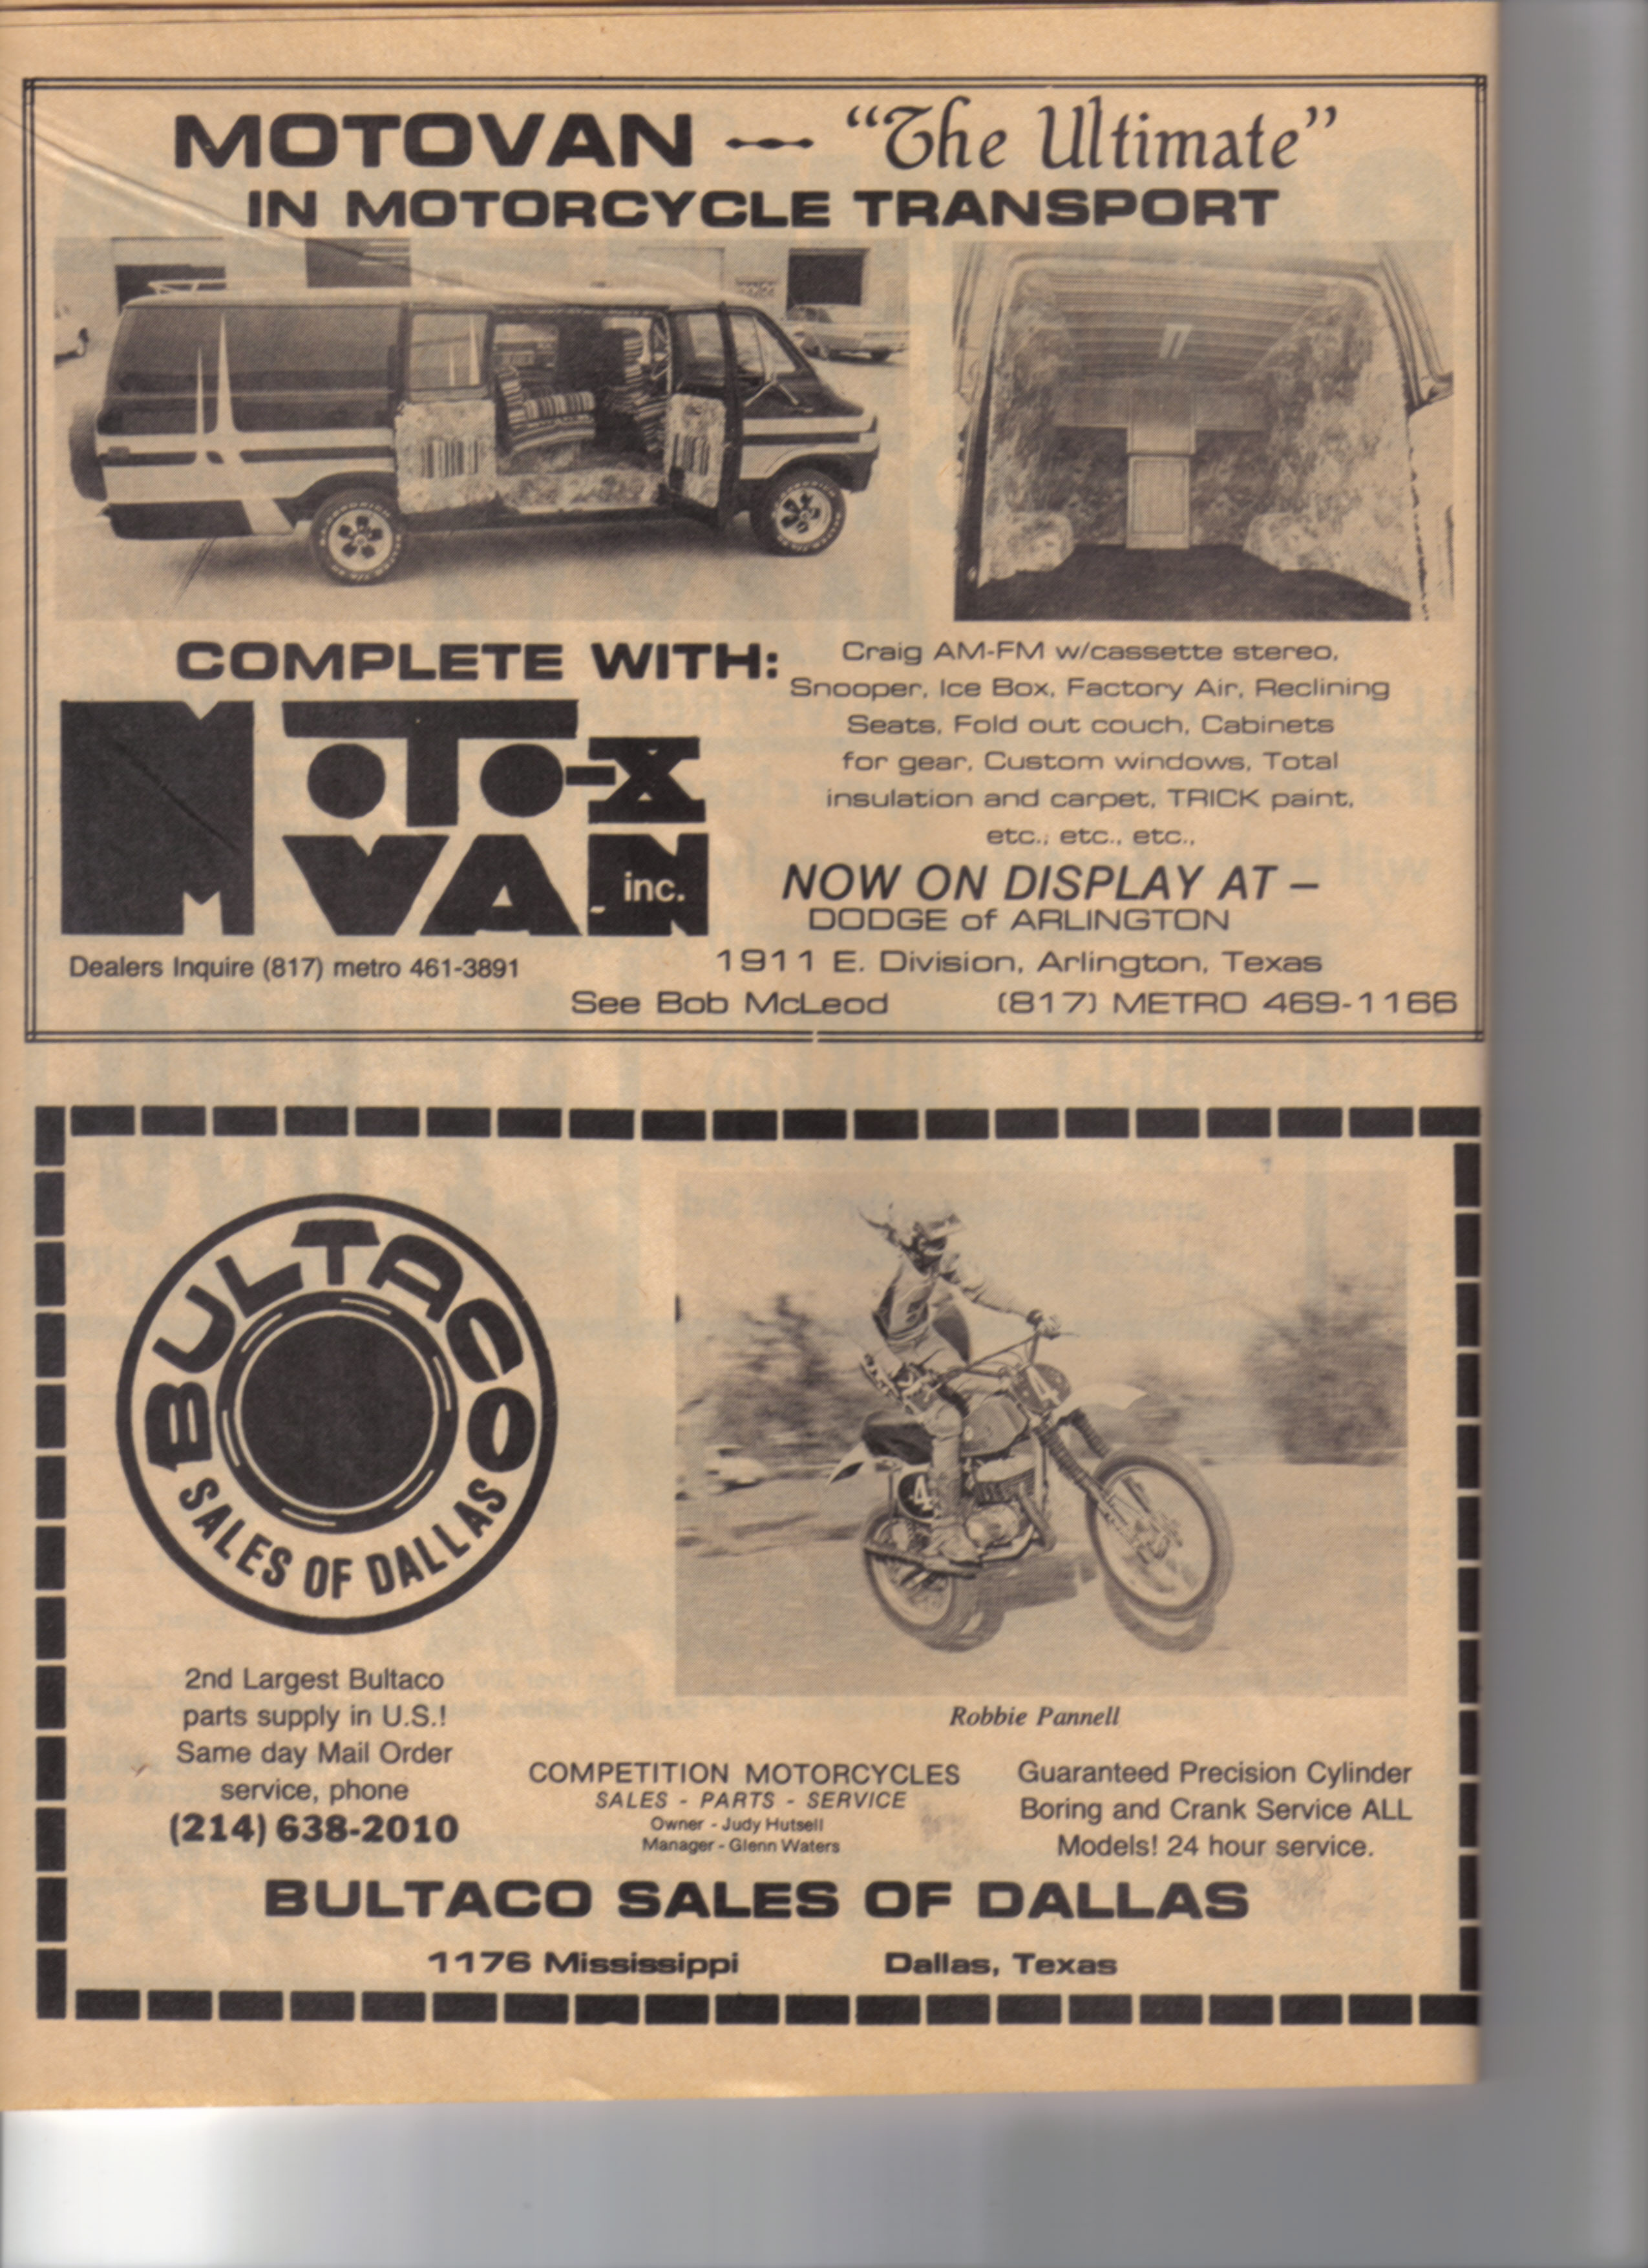 MOTOVAN — "The Ultimate"
IN MOTORCYCLE TRANSPORT
COMPLETE WITH:
Craig AM-FM w/cassette stereo,
Snooper, Ice Box, Factory Air, Reclining
Seats, Fold out couch, Cabinets
for gear, Custom windows, Total
insulation and carpet, TRICK paint,
etc., etc., etc.,
MOTO-X
VAN inc.
NOW ON DISPLAY AT –
DODGE of ARLINGTON
Dealers Inquire (817) metro 461-3891
1911 E. Division, Arlington, Texas
See Bob McLeod (817) METRO 469-1166
BULTACO
SALES OF DALLAS
4
4
Robbie Pannell
2nd Largest Bultaco
parts supply in U.S.!
Same day Mail Order
service, phone
(214) 638-2010
COMPETITION MOTORCYCLES
SALES - PARTS - SERVICE
Owner - Judy Hutsell
Manager - Glenn Waters
Guaranteed Precision Cylinder
Boring and Crank Service ALL
Models! 24 hour service.
BULTACO SALES OF DALLAS
1176 Mississippi Dallas, Texas